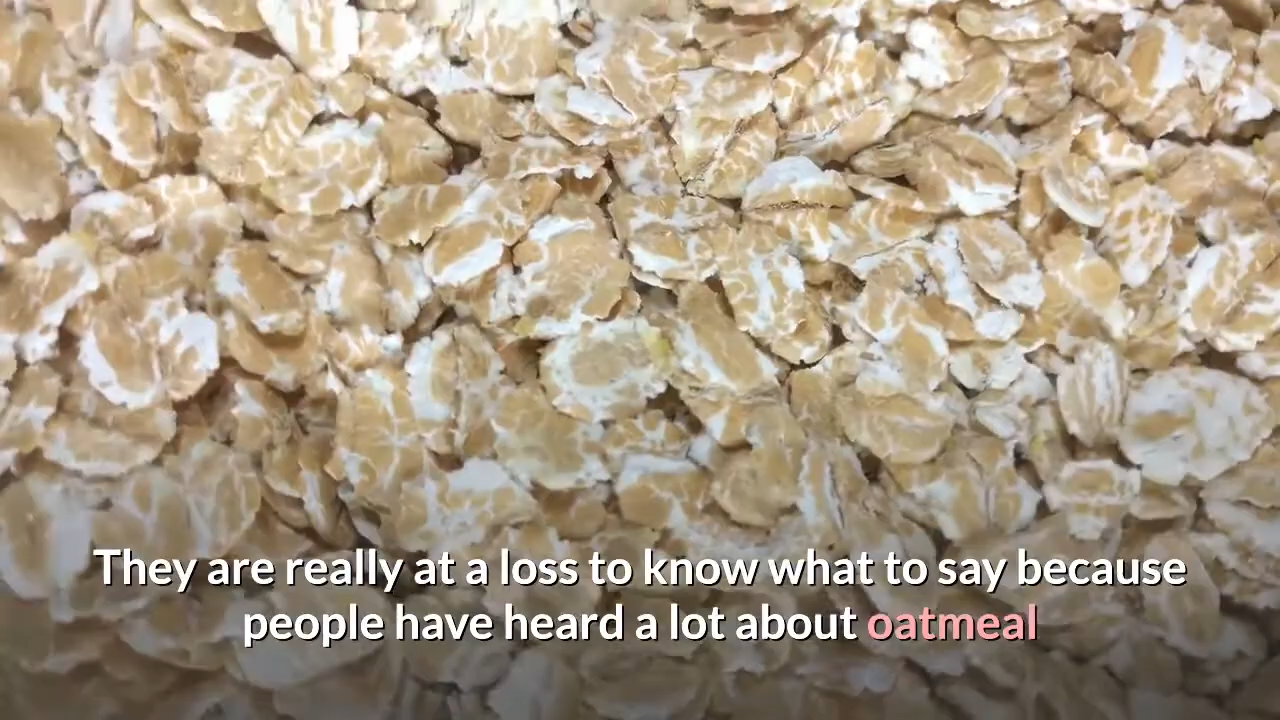 They are really at a loss to know what to say because
people have heard a lot about oatmeal